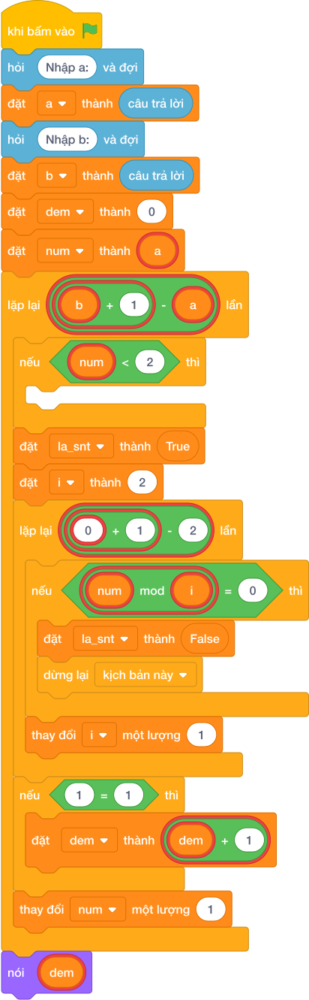 khi bấm vào
hỏi Nhập a: và đợi
đặt a thành câu trả lời
hỏi Nhập b: và đợi
đặt b thành câu trả lời
đặt dem thành 0
đặt num thành a
lặp lại b + 1 - a lần
nếu num < 2 thì
đặt la_snt thành True
đặt i thành 2
lặp lại 0 + 1 - 2 lần
nếu num mod i = 0 thì
đặt la_snt thành False
dừng lại kịch bản này
thay đổi i một lượng 1
nếu 1 = 1 thì
đặt dem thành dem + 1
thay đổi num một lượng 1
nói dem